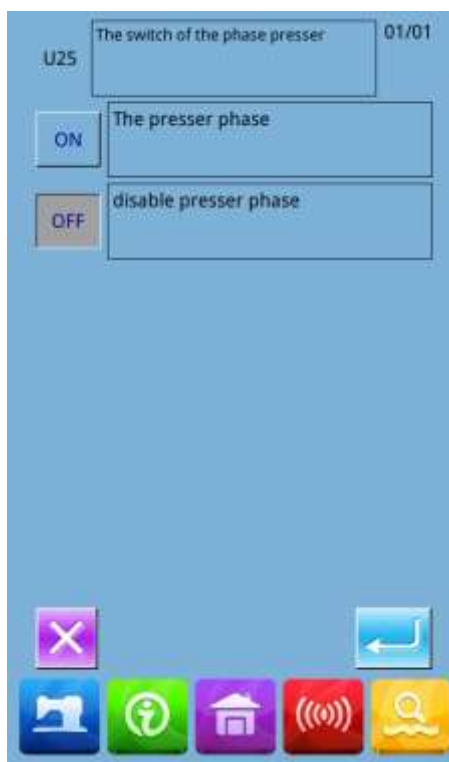 The switch of the phase presser
01/01
U25
The presser phase
ON
disable presser phase
OFF